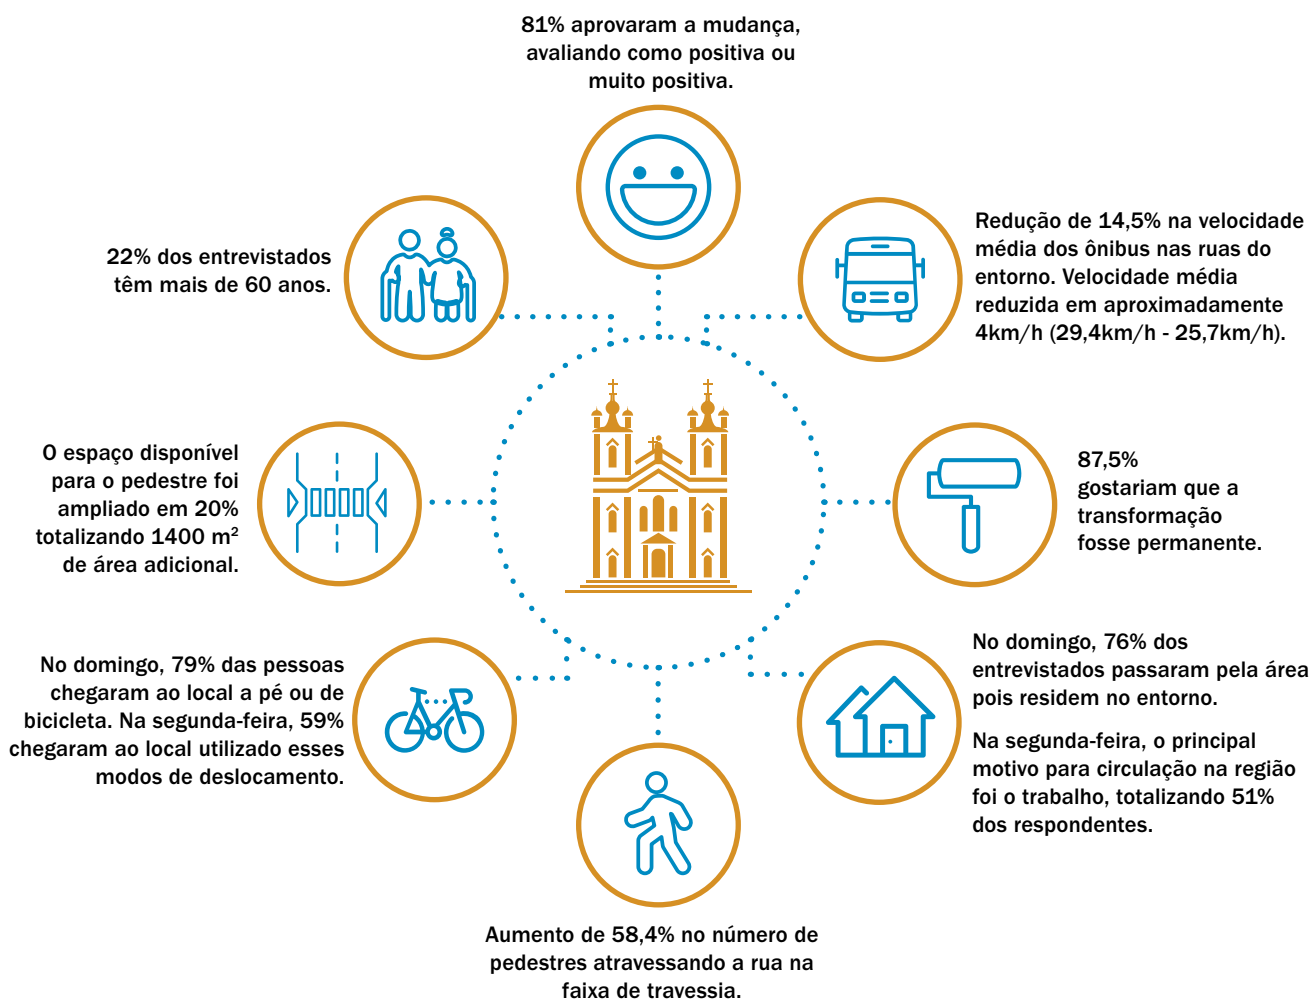 81% aprovaram a mudança,
avaliando como positiva ou
muito positiva.
22% dos entrevistados
têm mais de 60 anos.
Redução de 14,5% na velocidade
média dos ônibus nas ruas do
entorno. Velocidade média
reduzida em aproximadamente
4km/h (29,4km/h - 25,7km/h).
O espaço disponível
para o pedestre foi
ampliado em 20%
totalizando 1400 m²
de área adicional.
87,5%
gostariam que a
transformação
fosse permanente.
No domingo, 79% das pessoas
chegaram ao local a pé ou de
bicicleta. Na segunda-feira, 59%
chegaram ao local utilizado esses
modos de deslocamento.
No domingo, 76% dos
entrevistados passaram pela área
pois residem no entorno.
Na segunda-feira, o principal
motivo para circulação na região
foi o trabalho, totalizando 51%
dos respondentes.
Aumento de 58,4% no número de
pedestres atravessando a rua na
faixa de travessia.